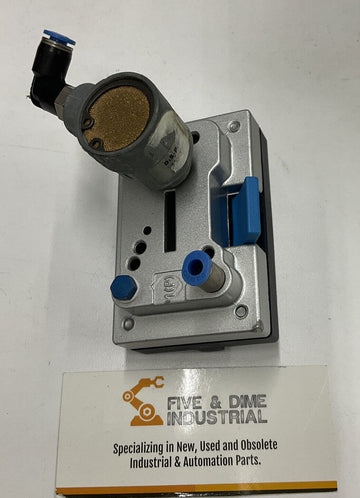 FIVE & DIME
INDUSTRIAL
Specializing in New, Used and Obsolete
Industrial & Automation Parts.